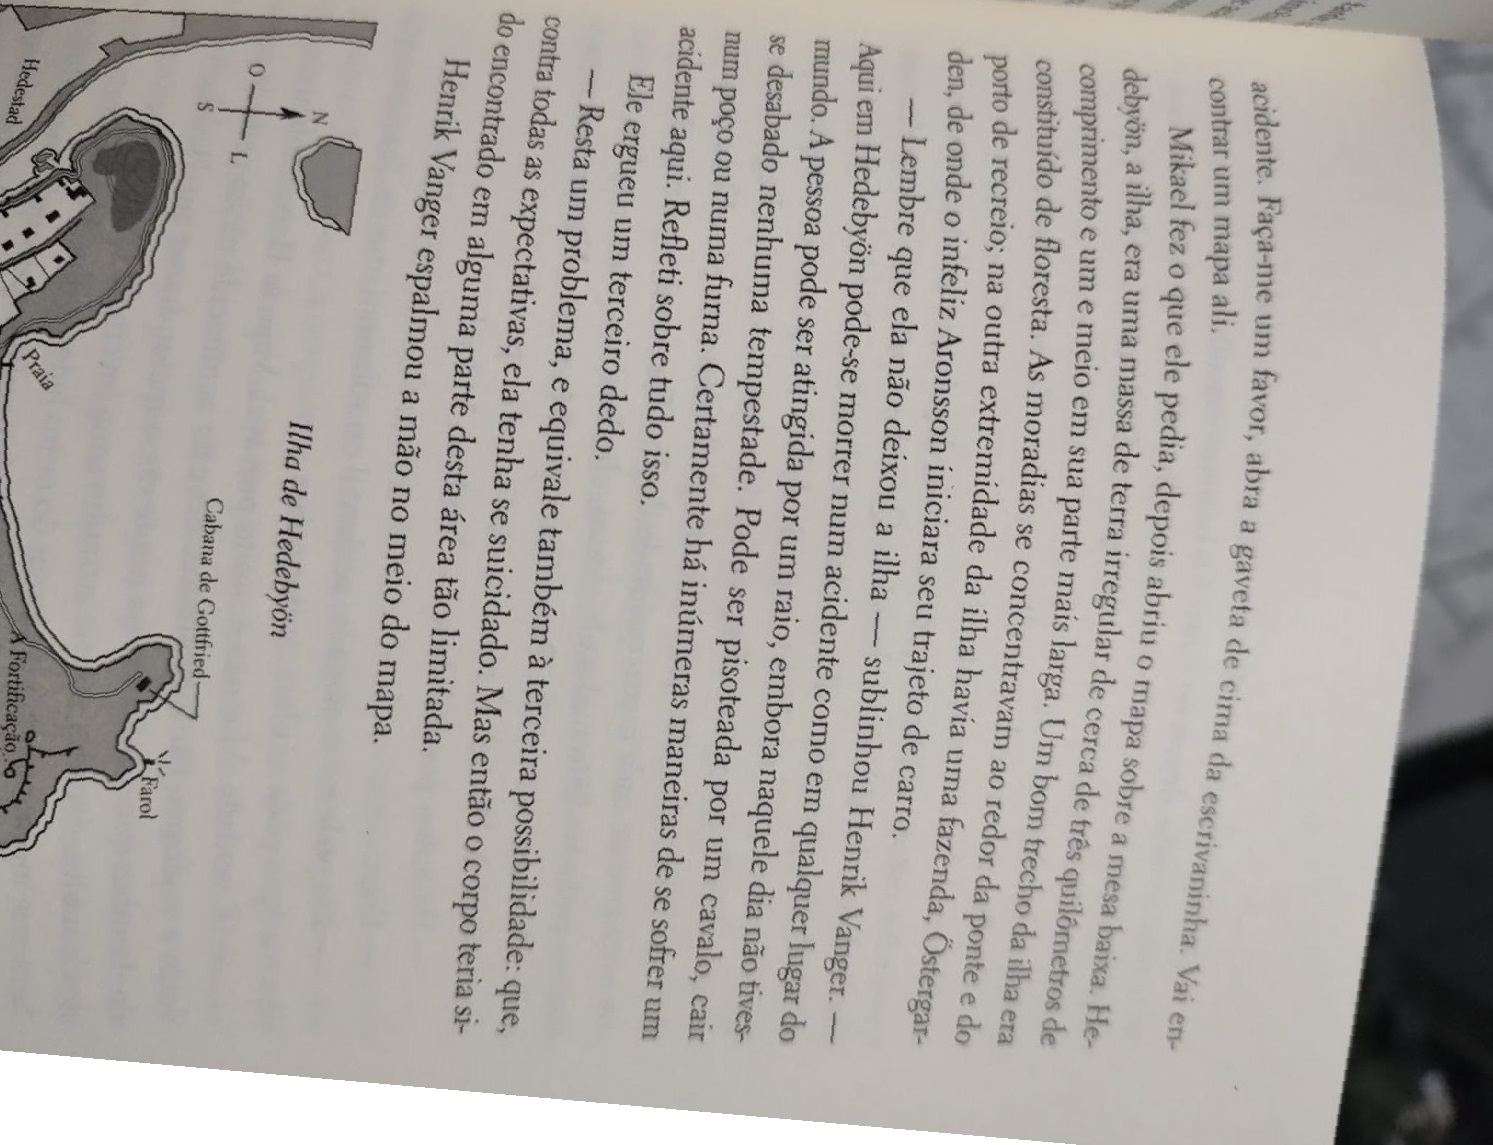 acidente. Faça-me um favor, abra a gaveta de cima da escrivaninha. Vai en-
contrar um mapa ali.
Mikael fez o que ele pedia, depois abriu o mapa sobre a mesa baixa. He-
debyön, a ilha, era uma massa de terra irregular de cerca de três quilômetros de
comprimento e um e meio em sua parte mais larga. Um bom trecho da ilha era
constituído de floresta. As moradias se concentravam ao redor da ponte e do
porto de recreio; na outra extremidade da ilha havia uma fazenda, Östergar-
den, de onde o infeliz Aronsson iniciara seu trajeto de carro.
— Lembre que ela não deixou a ilha — sublinhou Henrik Vanger. —
Aqui em Hedebyön pode-se morrer num acidente como em qualquer lugar do
mundo. A pessoa pode ser atingida por um raio, embora naquele dia não tives-
se desabado nenhuma tempestade. Pode ser pisoteada por um cavalo, cair
num poço ou numa furna. Certamente há inúmeras maneiras de se sofrer um
acidente aqui. Refleti sobre tudo isso.
Ele ergueu um terceiro dedo.
— Resta um problema, e equivale também à terceira possibilidade: que,
contra todas as expectativas, ela tenha se suicidado. Mas então o corpo teria si-
do encontrado em alguma parte desta área tão limitada.
Henrik Vanger espalmou a mão no meio do mapa.
Ilha de Hedebyön
N
O
L
S
Cabana de Gottfried
Farol
Hedestad
Praia
Fortificação